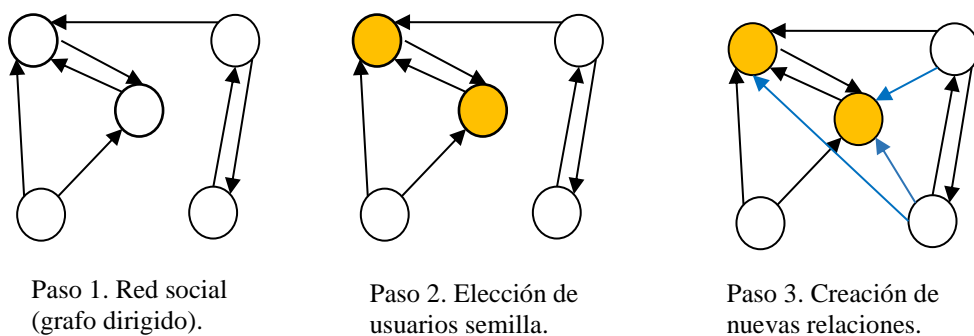 Paso 1. Red social
(grafo dirigido).
Paso 2. Elección de
usuarios semilla.
Paso 3. Creación de
nuevas relaciones.